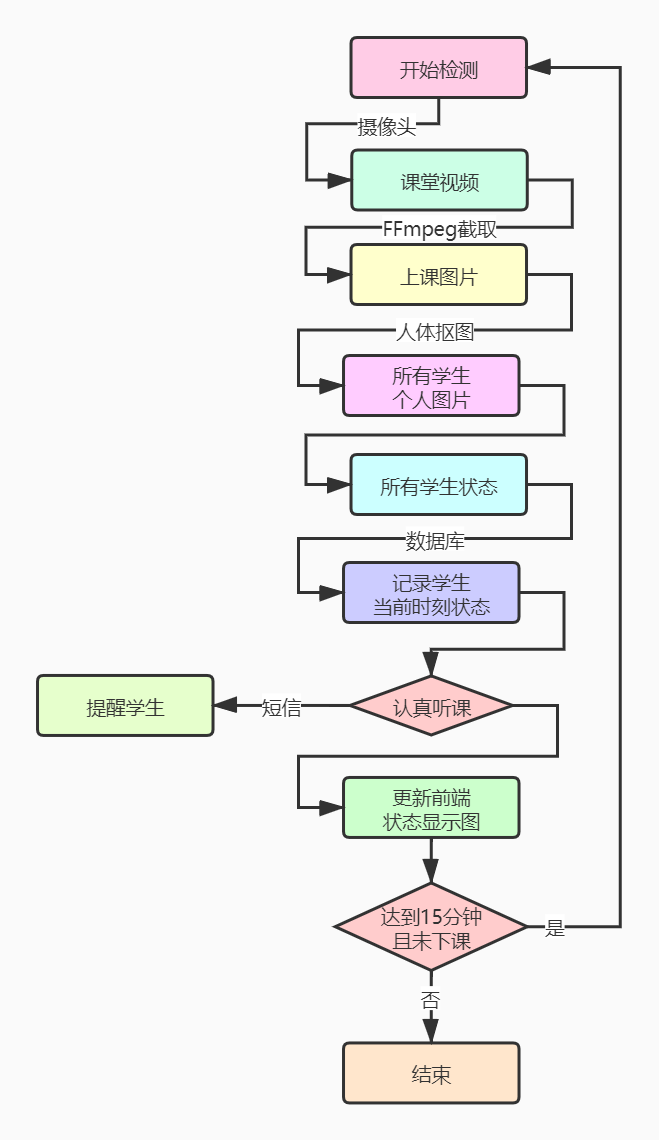 开始检测
摄像头
课堂视频
FFmpeg截取
上课图片
人体抠图
所有学生
个人图片
所有学生状态
数据库
记录学生
当前时刻状态
提醒学生
短信
认真听课
更新前端
状态显示图
达到15分钟
且未下课
是
否
结束